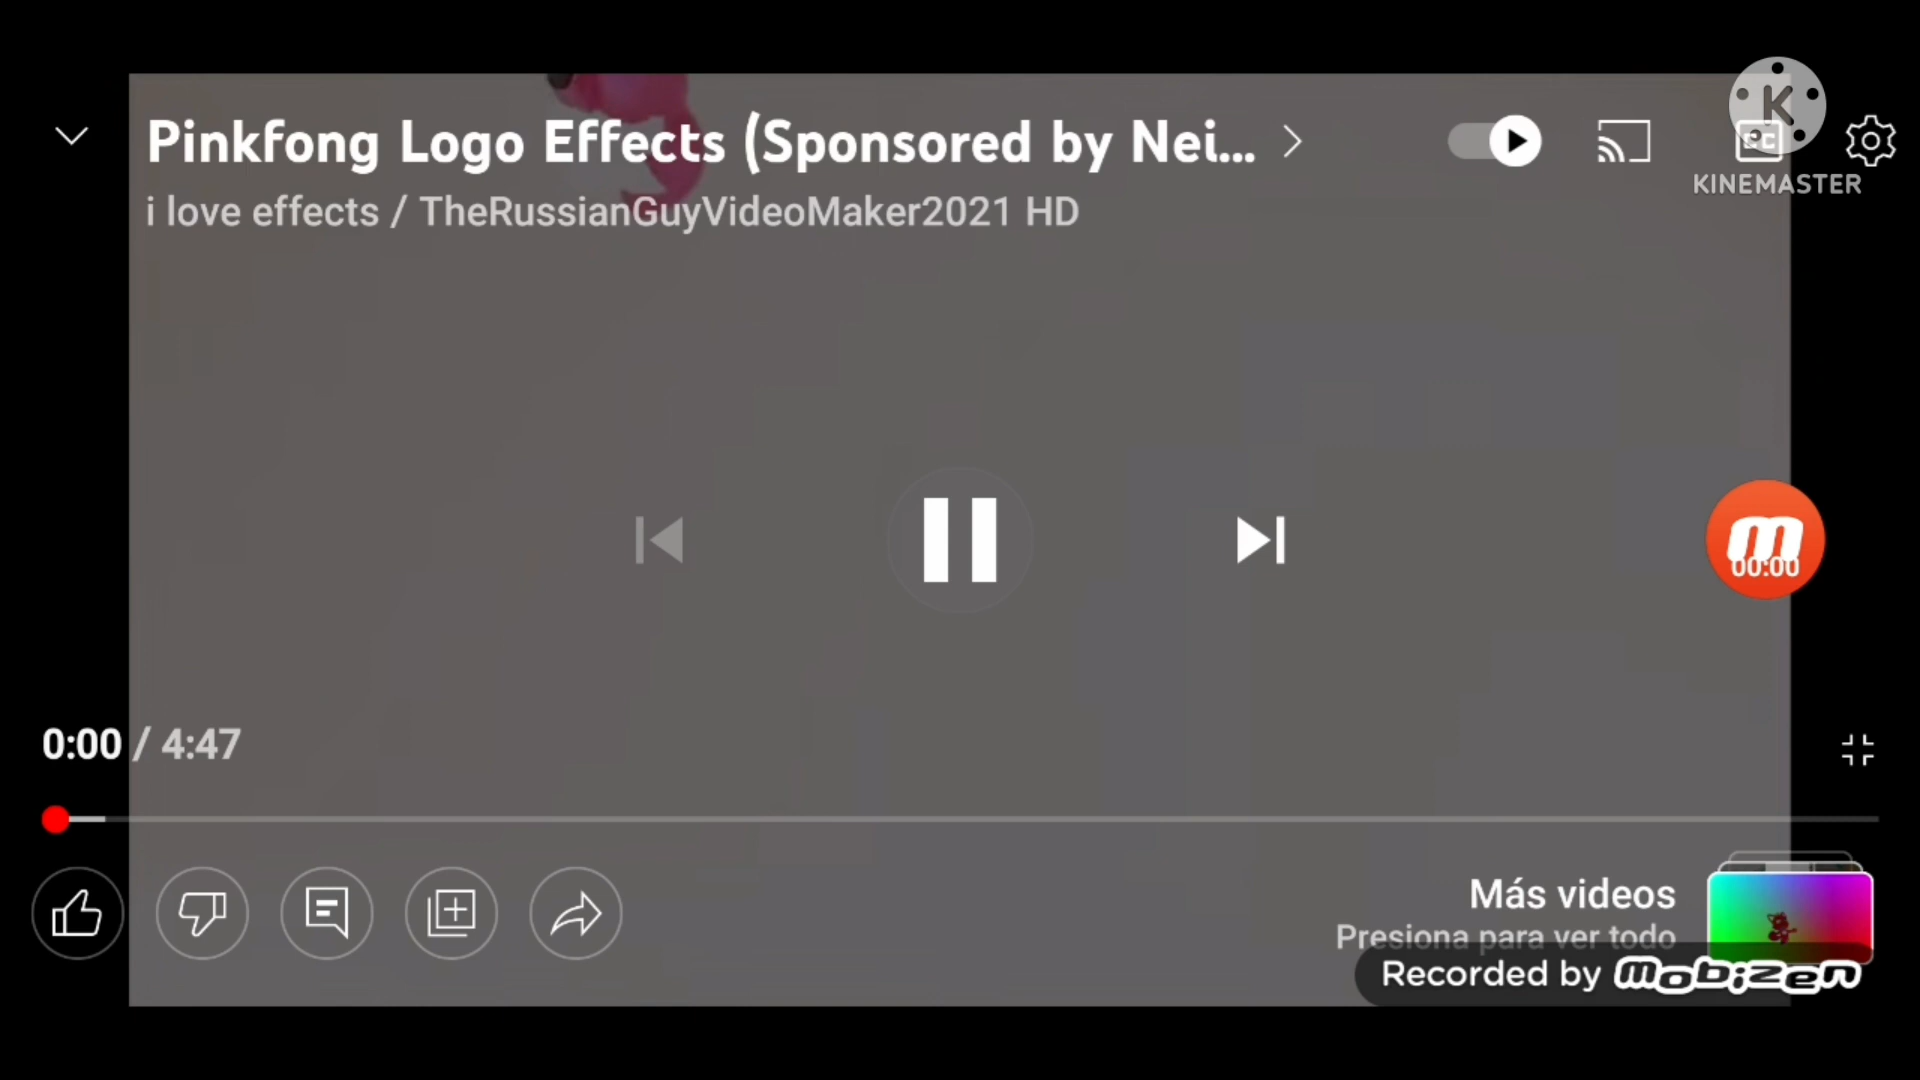 Pinkfong Logo Effects (Sponsored by Nei...
i love effects / TheRussianGuyVideoMaker2021 HD
K
CC
KINEMASTER
m
00:00
0:00 / 4:47
Más videos
Presiona para ver todo
Recorded by mobizen